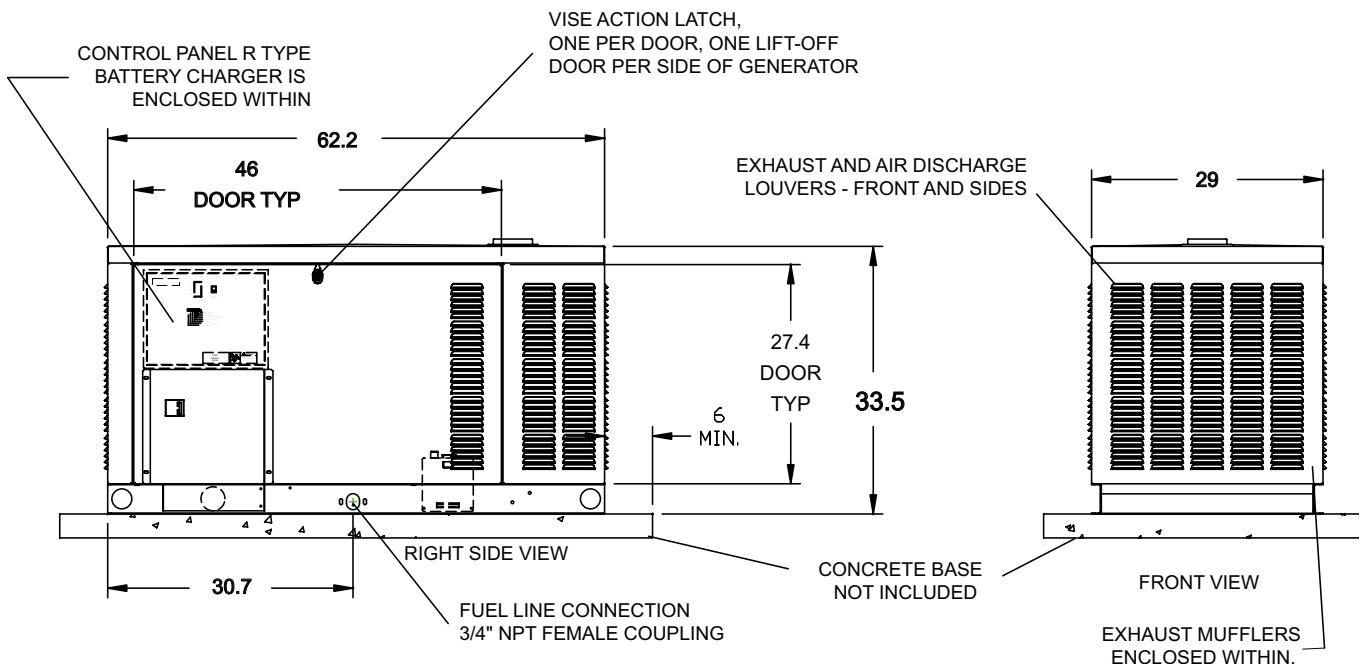 VISE ACTION LATCH,
ONE PER DOOR, ONE LIFT-OFF
DOOR PER SIDE OF GENERATOR
CONTROL PANEL R TYPE
BATTERY CHARGER IS
ENCLOSED WITHIN
62.2
46
DOOR TYP
EXHAUST AND AIR DISCHARGE
LOUVERS - FRONT AND SIDES
29
27.4
DOOR
TYP
33.5
6
MIN.
RIGHT SIDE VIEW
30.7
FUEL LINE CONNECTION
3/4" NPT FEMALE COUPLING
CONCRETE BASE
NOT INCLUDED
FRONT VIEW
EXHAUST MUFFLERS
ENCLOSED WITHIN.